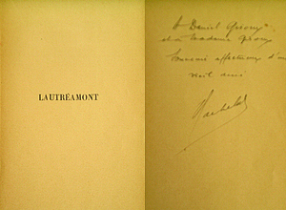 LAUTRÉAMONT
A Daniel
et à Madame
Souvenir affectueux d'un
vieil ami